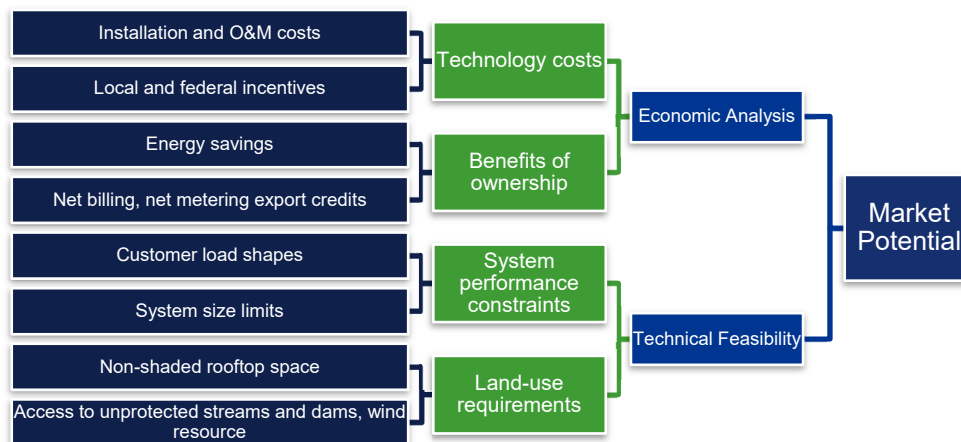 Installation and O&M costs
Local and federal incentives
Energy savings
Net billing, net metering export credits
Customer load shapes
System size limits
Non-shaded rooftop space
Access to unprotected streams and dams, wind
resource
Technology costs
Benefits of
ownership
System
performance
constraints
Land-use
requirements
Economic Analysis
Technical Feasibility
Market
Potential